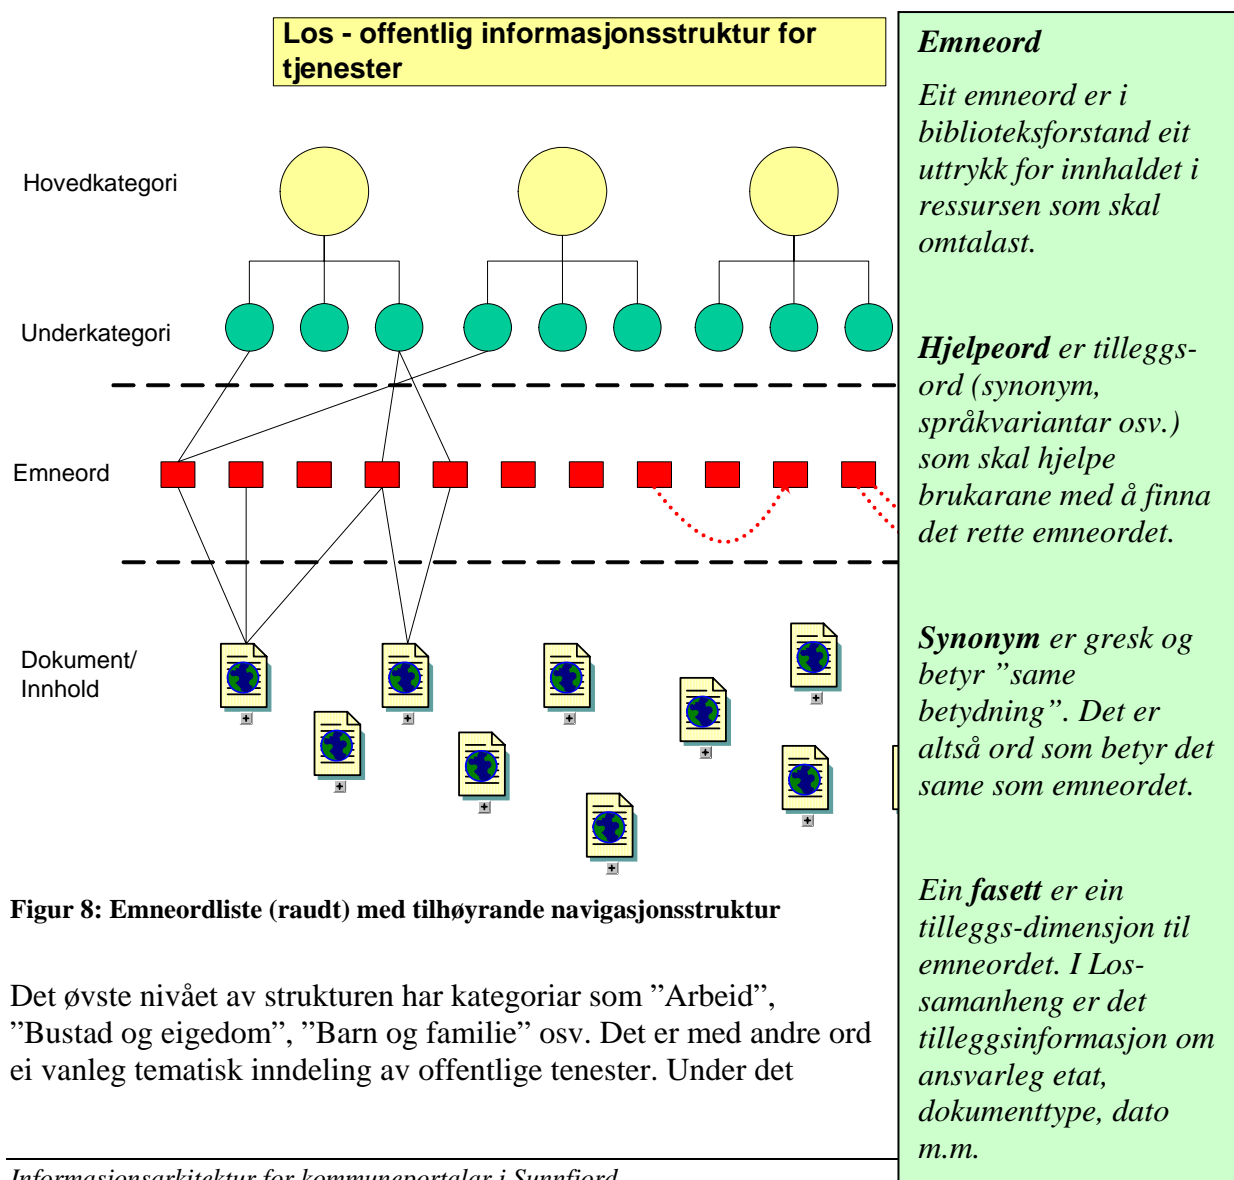 Los - offentlig informasjonsstruktur for
tjenester
Hovedkategori
Underkategori
Emneord
Dokument/
Innhold
Figur 8: Emneordliste (raudt) med tilhøyrande navigasjonsstruktur
Det øvste nivået av strukturen har kategoriar som ”Arbeid”,
”Bustad og eigedom”, ”Barn og familie” osv. Det er med andre ord
ei vanleg tematisk inndeling av offentlige tenester. Under det
Informasjonsarkitektur for kommuneportalar i Sunnfjord
Emneord
Eit emneord er i
biblioteksforstand eit
uttrykk for innhaldet i
ressursen som skal
omtalast.
Hjelpeord er tilleggs-
ord (synonym,
språkvariantar osv.)
som skal hjelpe
brukarane med å finna
det rette emneordet.
Synonym er gresk og
betyr ”same
betydning”. Det er
altså ord som betyr det
same som emneordet.
Ein fasett er ein
tilleggs-dimensjon til
emneordet. I Los-
samanheng er det
tilleggsinformasjon om
ansvarleg etat,
dokumenttype, dato
m.m.